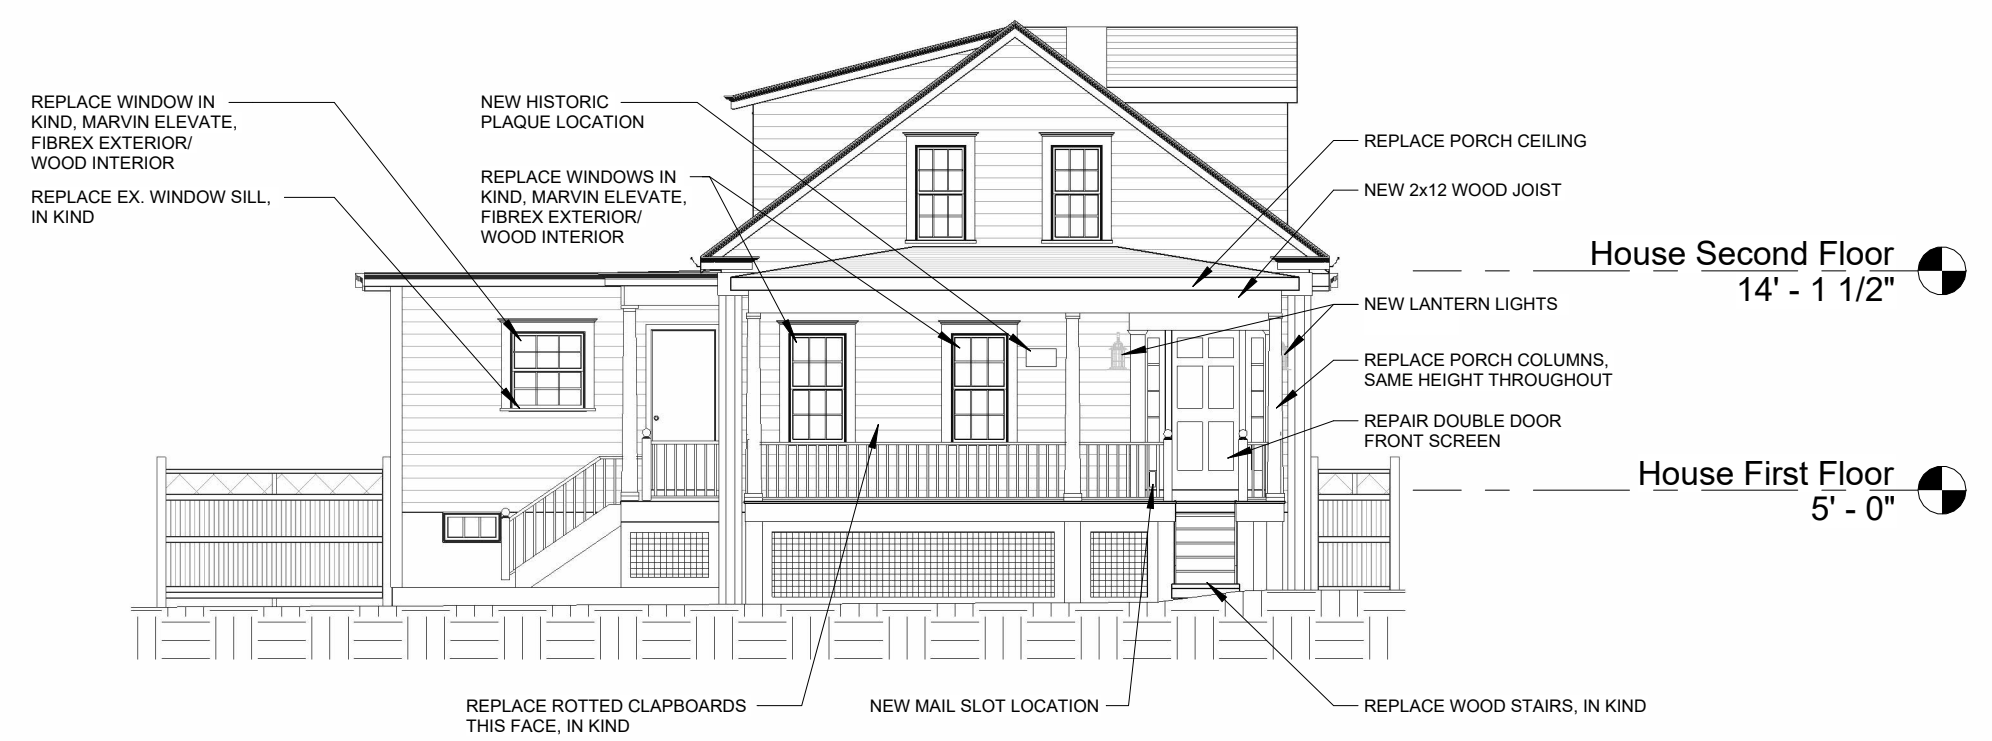 REPLACE WINDOW IN
KIND, MARVIN ELEVATE,
FIBREX EXTERIOR/
WOOD INTERIOR
REPLACE EX. WINDOW SILL,
IN KIND
NEW HISTORIC
PLAQUE LOCATION
REPLACE WINDOWS IN
KIND, MARVIN ELEVATE,
FIBREX EXTERIOR/
WOOD INTERIOR
REPLACE PORCH CEILING
NEW 2x12 WOOD JOIST
House Second Floor
14' - 1 1/2"
NEW LANTERN LIGHTS
REPLACE PORCH COLUMNS,
SAME HEIGHT THROUGHOUT
REPAIR DOUBLE DOOR
FRONT SCREEN
House First Floor
5' - 0"
REPLACE ROTTED CLAPBOARDS
THIS FACE, IN KIND
NEW MAIL SLOT LOCATION
REPLACE WOOD STAIRS, IN KIND